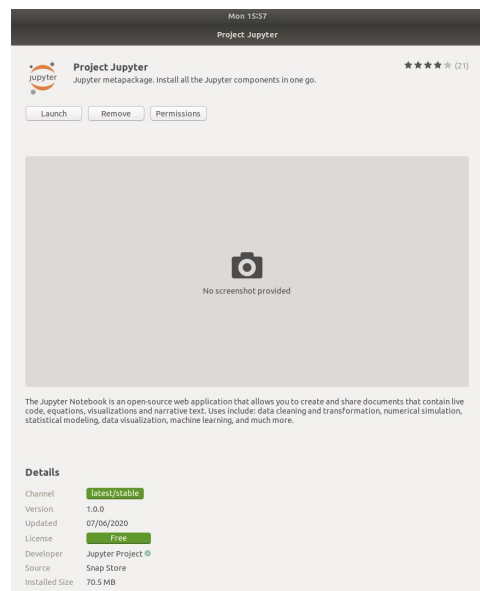 Mon 15:57
Project Jupyter
jupyter
Project Jupyter
(21)
Jupyter metapackage. Install all the Jupyter components in one go.
Launch Remove Permissions
No screenshot provided
The Jupyter Notebook is an open-source web application that allows you to create and share documents that contain live
code, equations, visualizations and narrative text. Uses include: data cleaning and transformation, numerical simulation,
statistical modeling, data visualization, machine learning, and much more.
Details
Channel latest/stable
Version 1.0.0
Updated 07/06/2020
License Free
Developer Jupyter Project
Source Snap Store
Installed Size 70.5 MB